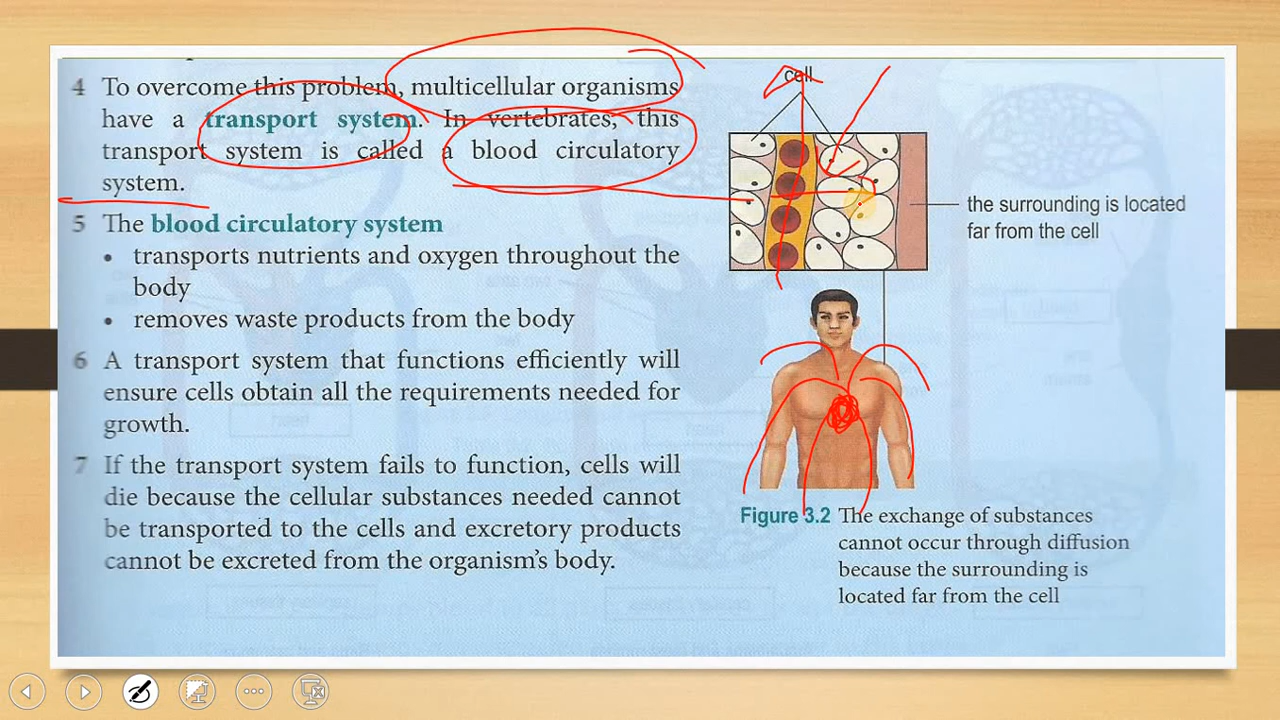 4 To overcome this problem, multicellular organisms
have a transport system. In vertebrates, this
transport system is called a blood circulatory
system.
5 The blood circulatory system
• transports nutrients and oxygen throughout the
body
• removes waste products from the body
6 A transport system that functions efficiently will
ensure cells obtain all the requirements needed for
growth.
7 If the transport system fails to function, cells will
die because the cellular substances needed cannot
be transported to the cells and excretory products
cannot be excreted from the organism's body.
cell
the surrounding is located
far from the cell
Figure 3.2 The exchange of substances
cannot occur through diffusion
because the surrounding is
located far from the cell